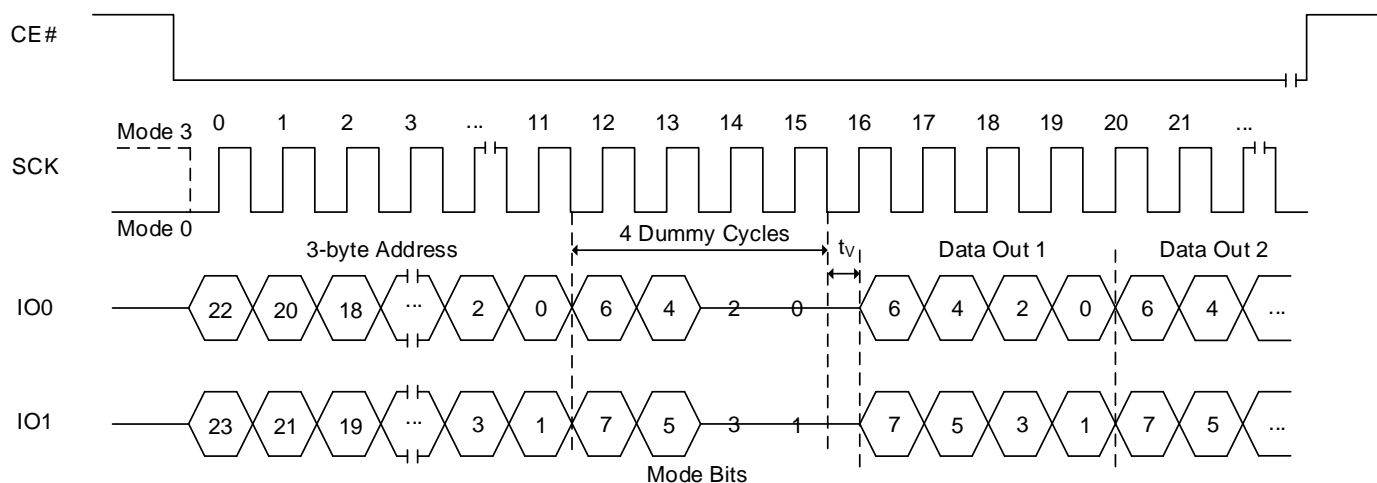 CE#
0 1 2 3 ... 11 12 13 14 15 16 17 18 19 20 21 ...
Mode 3
SCK
Mode 0
3-byte Address 4 Dummy Cycles tV Data Out 1 Data Out 2
IO0 22 20 18 ... 2 0 6 4 2 0 6 4 2 0 6 4 ...
IO1 23 21 19 ... 3 1 7 5 3 1 7 5 3 1 7 5 ...
Mode Bits